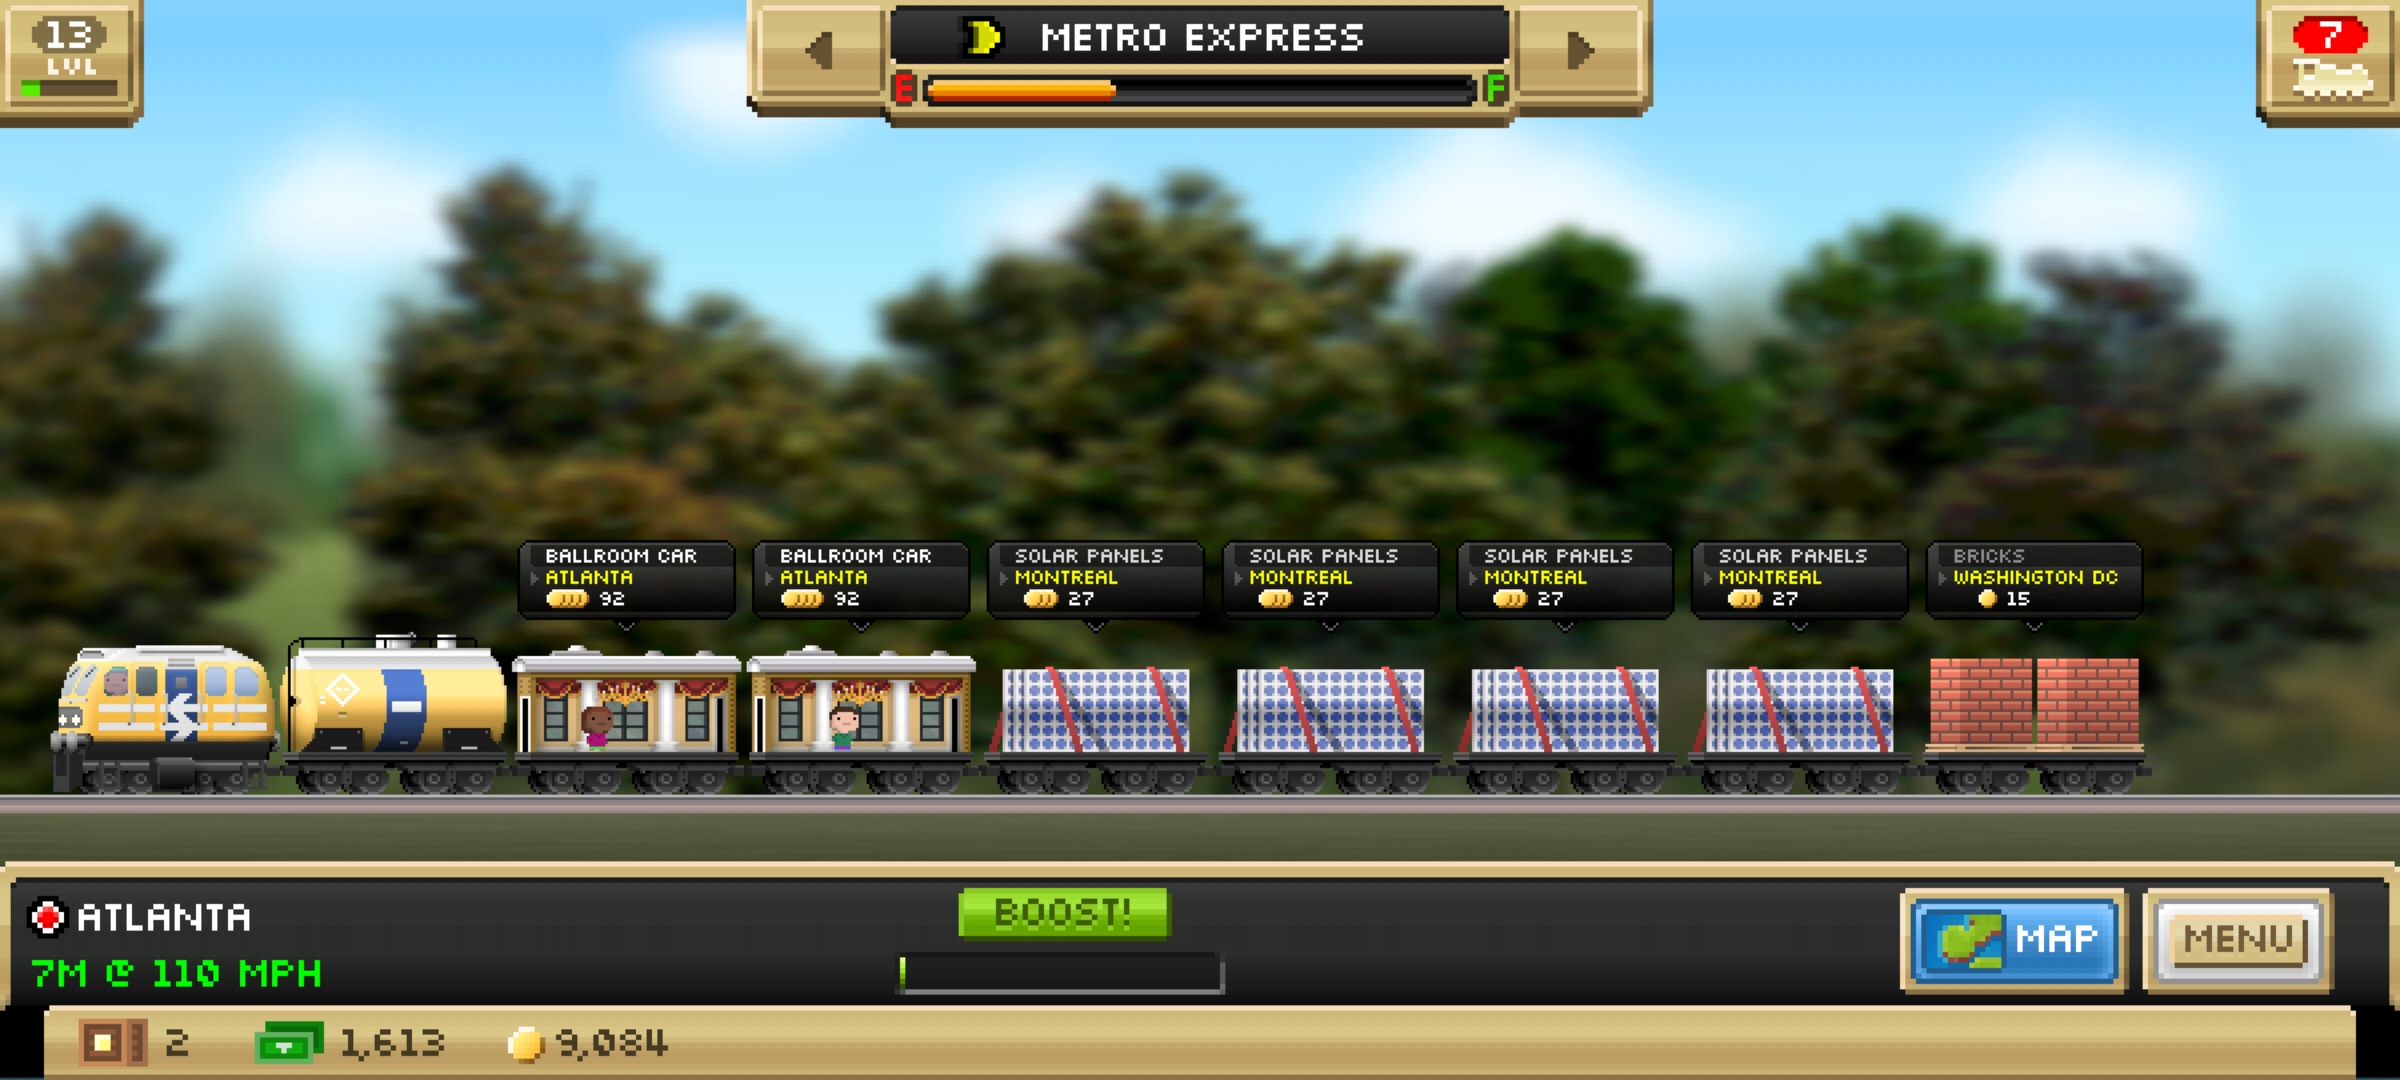 13
LVL
METRO EXPRESS
E F
7
BALLROOM CAR
ATLANTA
92
BALLROOM CAR
ATLANTA
92
SOLAR PANELS
MONTREAL
27
SOLAR PANELS
MONTREAL
27
SOLAR PANELS
MONTREAL
27
SOLAR PANELS
MONTREAL
27
BRICKS
WASHINGTON DC
15
ATLANTA
7M @ 110 MPH
BOOST!
MAP
MENU
2 1,613 9,084